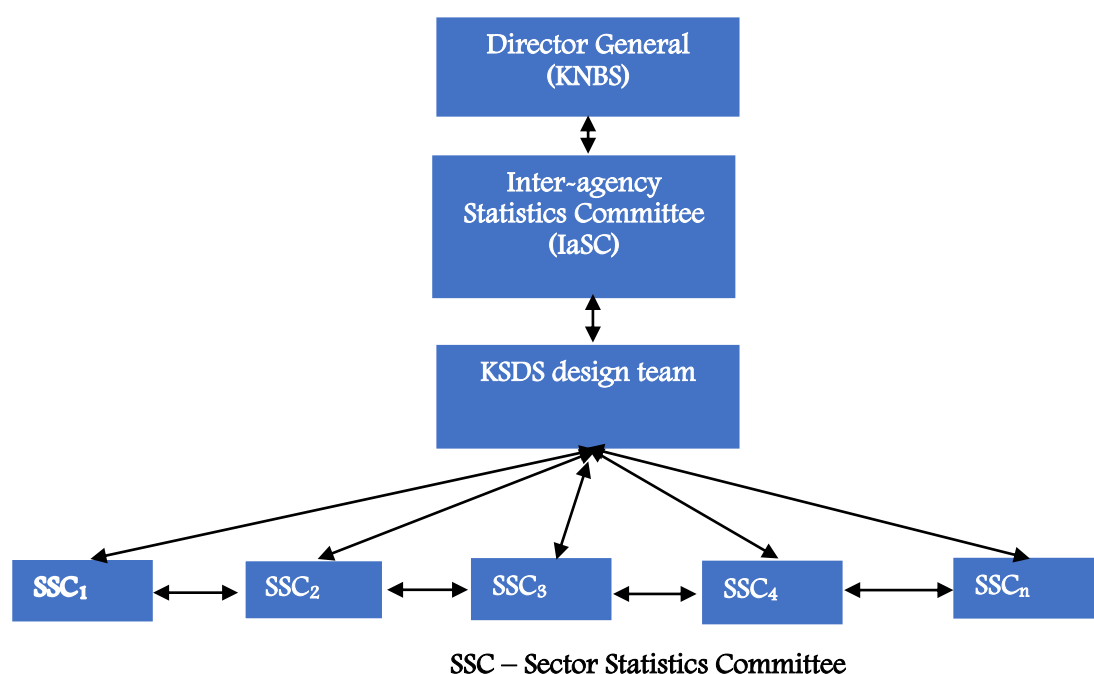 Director General
(KNBS)
Inter-agency
Statistics Committee
(IaSC)
KSDS design team
SSC₁
SSC₂
SSC₃
SSC₄
SSCₙ
SSC – Sector Statistics Committee